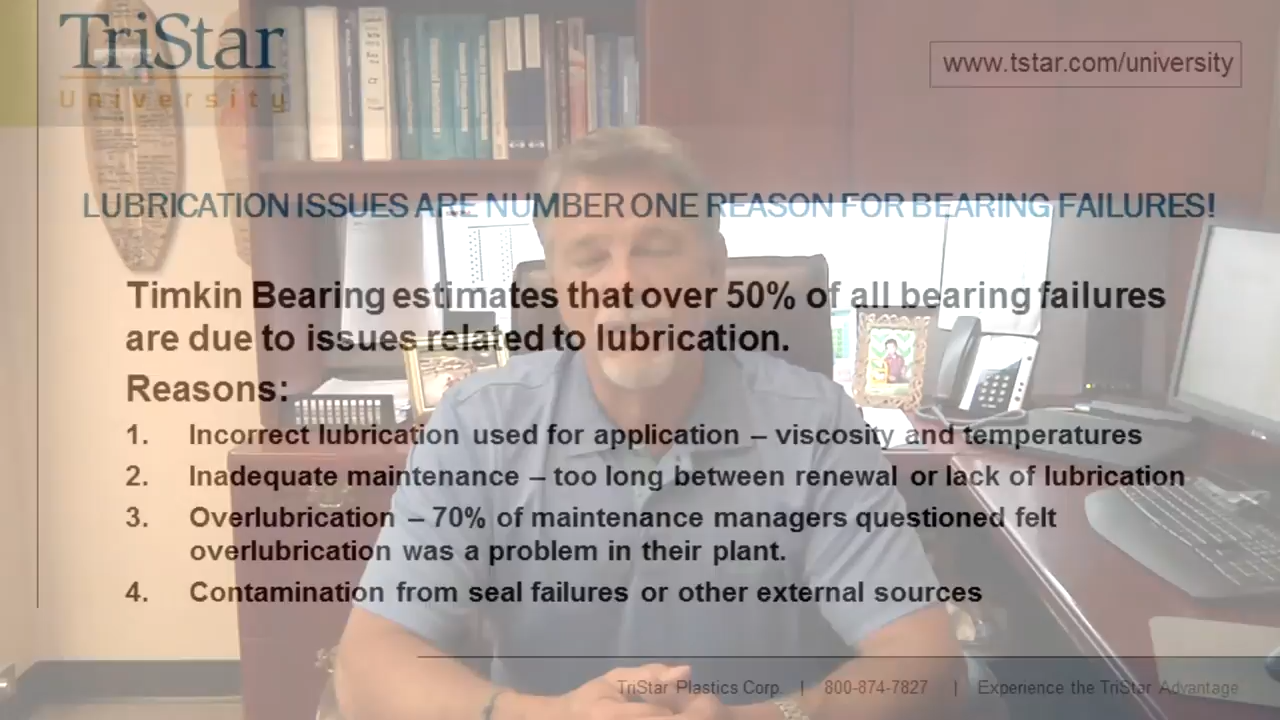 TriStar
University
www.tstar.com/university
LUBRICATION ISSUES ARE NUMBER ONE REASON FOR BEARING FAILURES!
Timkin Bearing estimates that over 50% of all bearing failures
are due to issues related to lubrication.
Reasons:
1. Incorrect lubrication used for application – viscosity and temperatures
2. Inadequate maintenance – too long between renewal or lack of lubrication
3. Overlubrication – 70% of maintenance managers questioned felt
overlubrication was a problem in their plant.
4. Contamination from seal failures or other external sources
TriStar Plastics Corp. | 800-874-7827 | Experience the TriStar Advantage